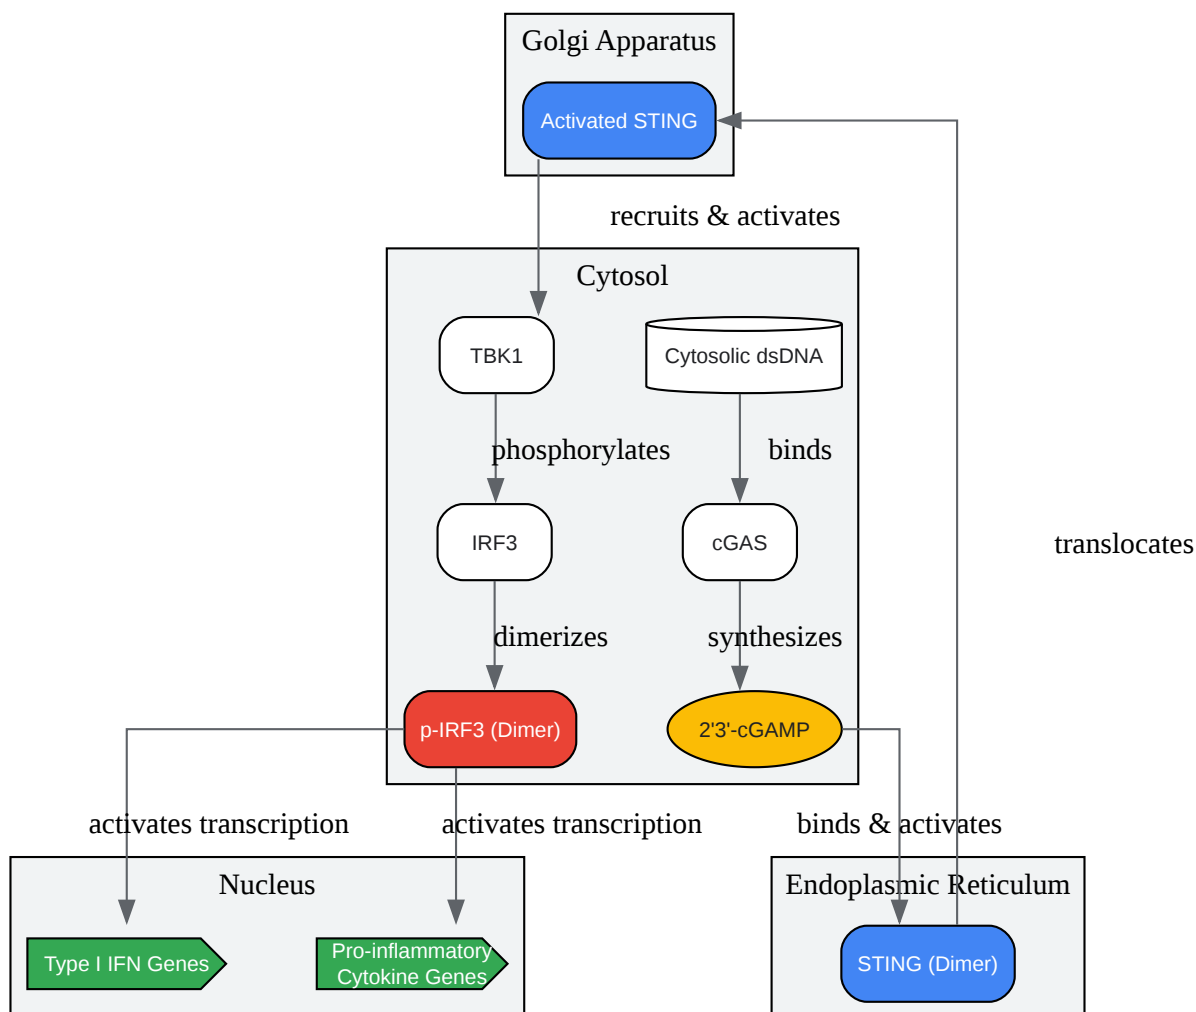 Golgi Apparatus
Activated STING
recruits & activates
Cytosol
TBK1
Cytosolic dsDNA
phosphorylates
binds
IRF3
cGAS
translocates
dimerizes
synthesizes
p-IRF3 (Dimer)
2'3'-cGAMP
activates transcription
activates transcription
binds & activates
Nucleus
Endoplasmic Reticulum
Type I IFN Genes
Pro-inflammatory
Cytokine Genes
STING (Dimer)